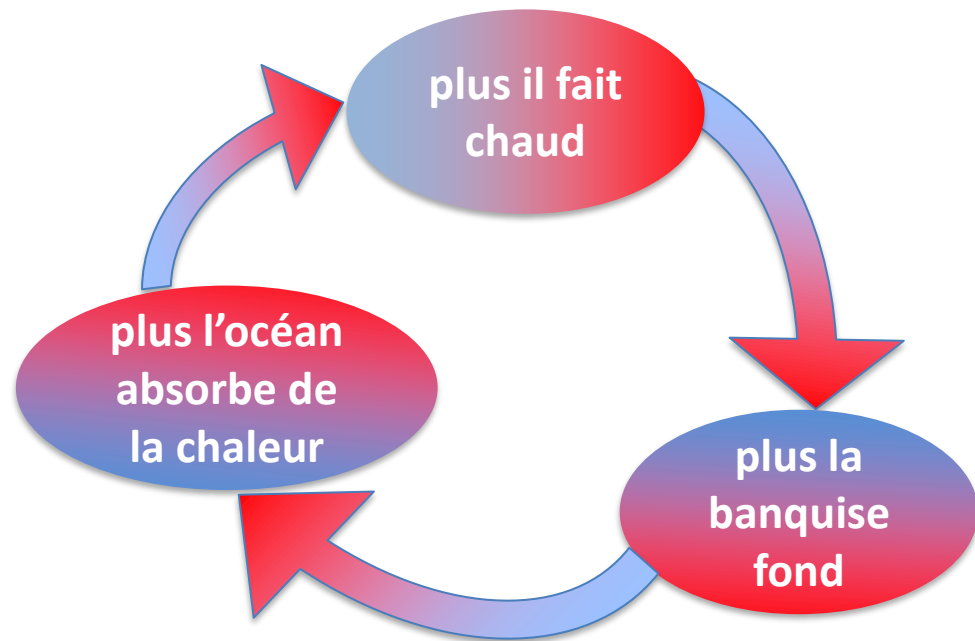 plus il fait
chaud
plus la
banquise
fond
plus l’océan
absorbe de
la chaleur